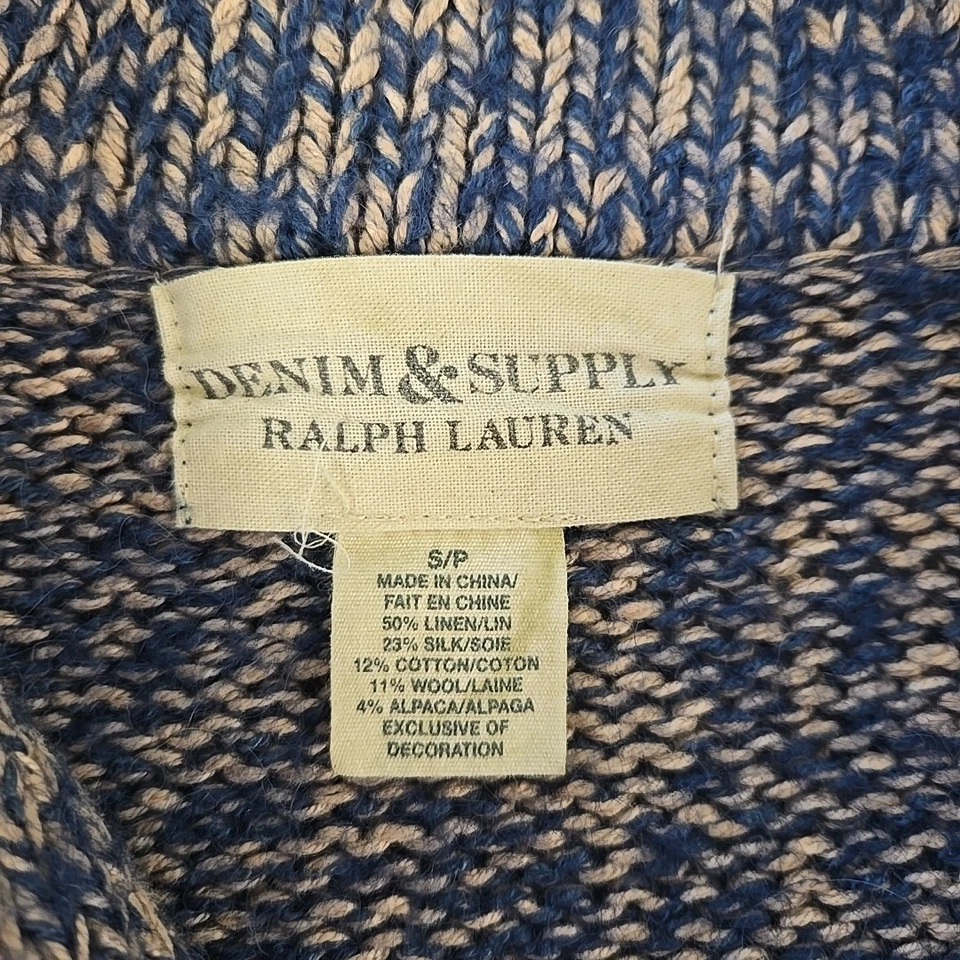 DENIM & SUPPLY
RALPH LAUREN
S/P
MADE IN CHINA/
FAIT EN CHINE
50% LINEN/LIN
23% SILK/SOIE
12% COTTON/COTON
11% WOOL/LAINE
4% ALPACA/ALPAGA
EXCLUSIVE OF
DECORATION